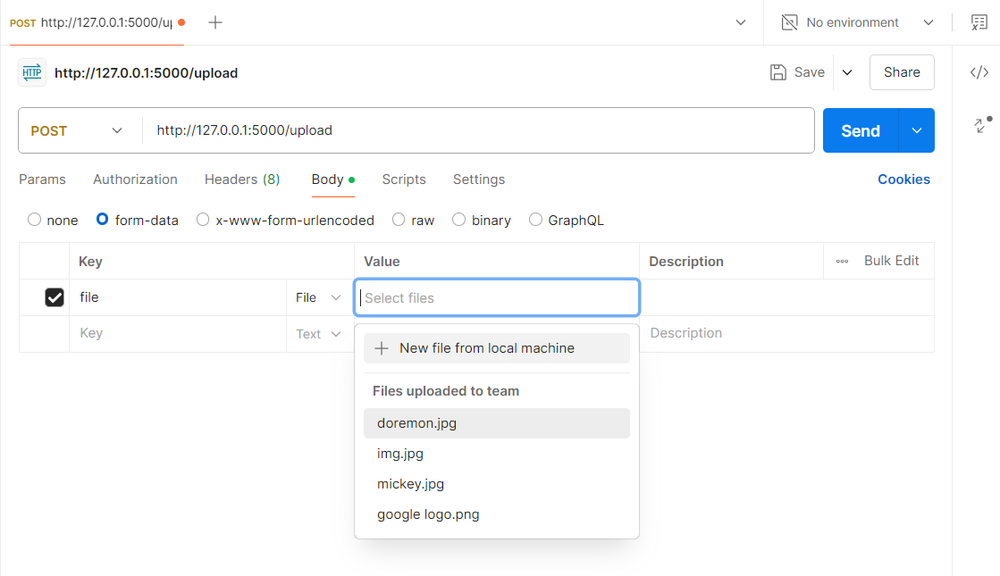 POST http://127.0.0.1:5000/up
No environment
HTTP http://127.0.0.1:5000/upload
Save
Share
POST
http://127.0.0.1:5000/upload
Send
Params Authorization Headers (8) Body Scripts Settings Cookies
none form-data x-www-form-urlencoded raw binary GraphQL
Key Value Description Bulk Edit
file File Select files
Key Text Description
New file from local machine
Files uploaded to team
doremon.jpg
img.jpg
mickey.jpg
google logo.png